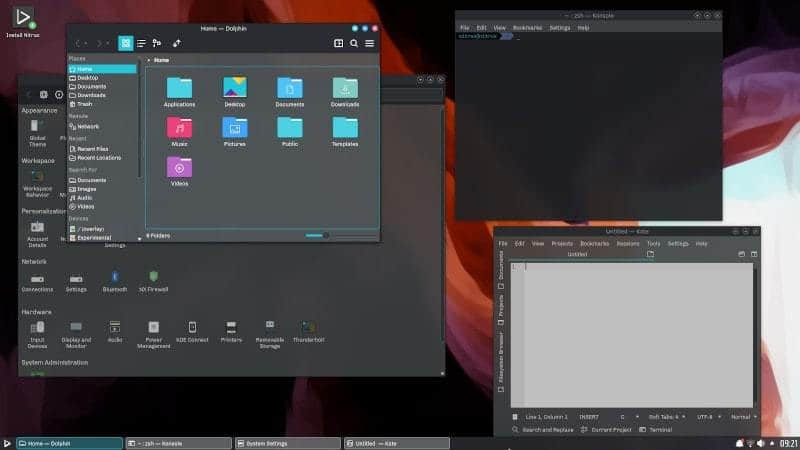 Install Nitrux
Home — Dolphin
Places
Home
Desktop
Documents
Downloads
Trash
Remote
Network
Recent
Recent Files
Recent Locations
Search For
Documents
Images
Audio
Videos
Devices
/ (overlay)
Experimental
Home
Applications
Desktop
Documents
Downloads
Music
Pictures
Public
Templates
Videos
9 Folders
Appearance
Global Theme
Workspace
Workspace Behavior
Personalization
Account Details
Settings
Network
Connections
Settings
Bluetooth
NX Firewall
Hardware
Input Devices
Display and Monitor
Audio
Power Management
KDE Connect
Printers
Removable Storage
Thunderbolt
System Administration
~ : zsh — Konsole
File Edit View Bookmarks Settings Help
Untitled — Kate
File Edit View Projects Bookmarks Sessions Tools Settings Help
Untitled
Documents
Projects
Filesystem Browser
1
Line 1, Column 1 INSERT C Soft Tabs: 4 UTF-8 Normal
Search and Replace Current Project Terminal
Home — Dolphin
~ : zsh — Konsole
System Settings
Untitled — Kate
09:21